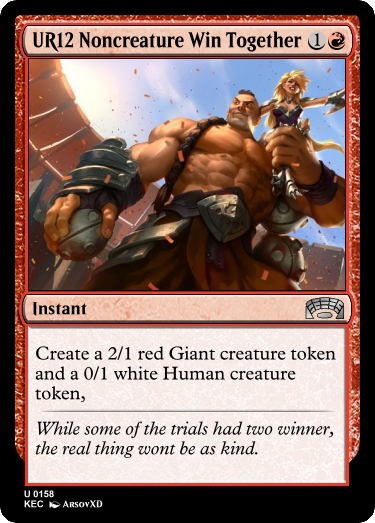 UR12 Noncreature Win Together 1
Instant
Create a 2/1 red Giant creature token
and a 0/1 white Human creature
token,
While some of the trials had two winner,
the real thing wont be as kind.
U 0158
KEC ArsovXD